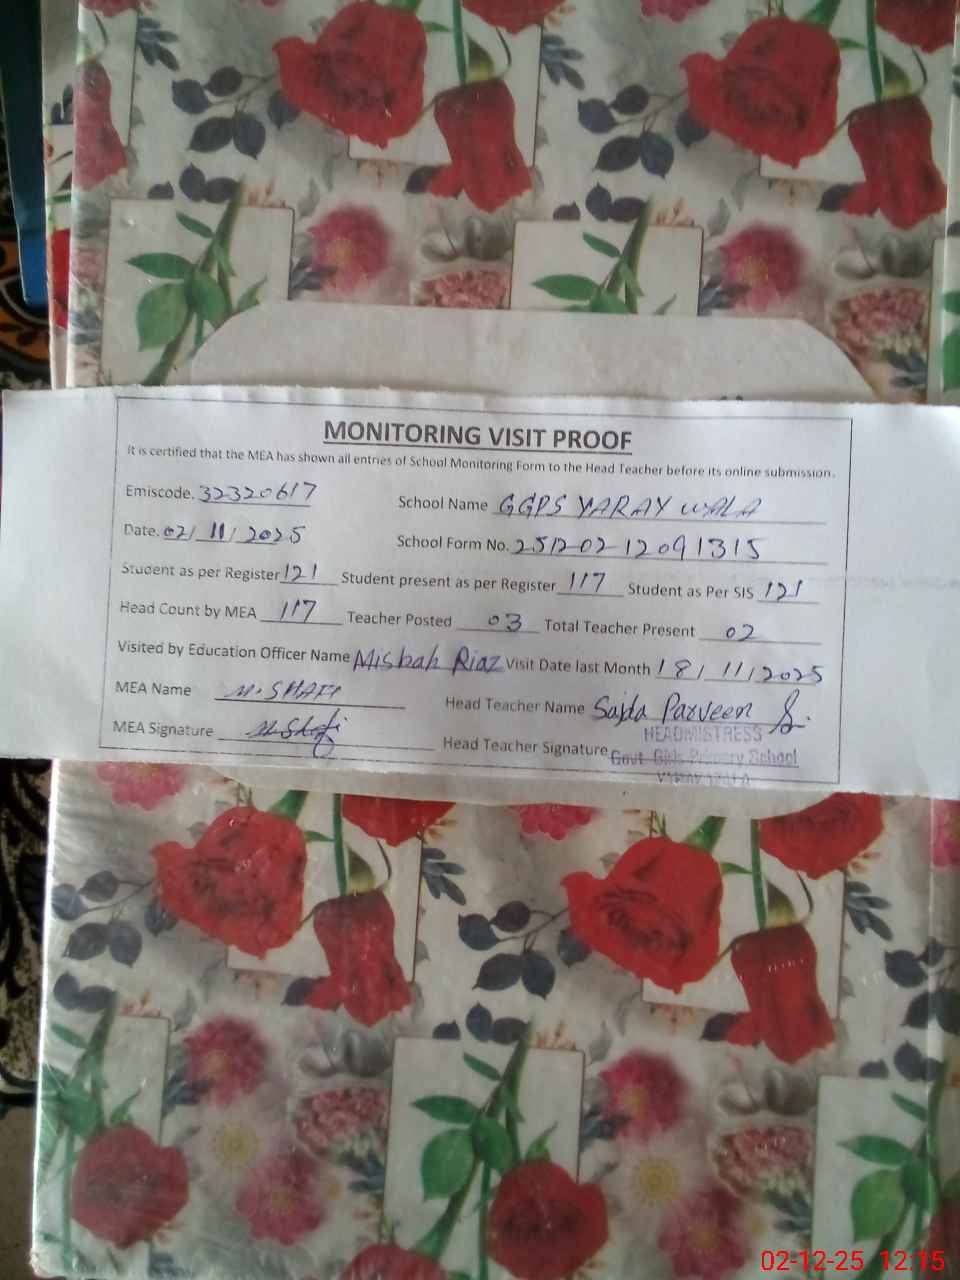 MONITORING VISIT PROOF
It is certified that the MEA has shown all entries of School Monitoring Form to the Head Teacher before its online submission.
Emiscode. 32320617 School Name GGPS YARAY WALA
Date. 02/ 11/ 2025 School Form No. 25120212091315
Student as per Register 121 Student present as per Register 117 Student as Per SIS 121
Head Count by MEA 117 Teacher Posted 03 Total Teacher Present 02
Visited by Education Officer Name Misbah Riaz Visit Date last Month 18/ 11/ 2025
MEA Name M. SHAFI Head Teacher Name Sajda Parveen
HEADMISTRESS
MEA Signature M. Shafi Head Teacher Signature Govt. Girls Primary School
YARAY WALA
02-12-25 12:15